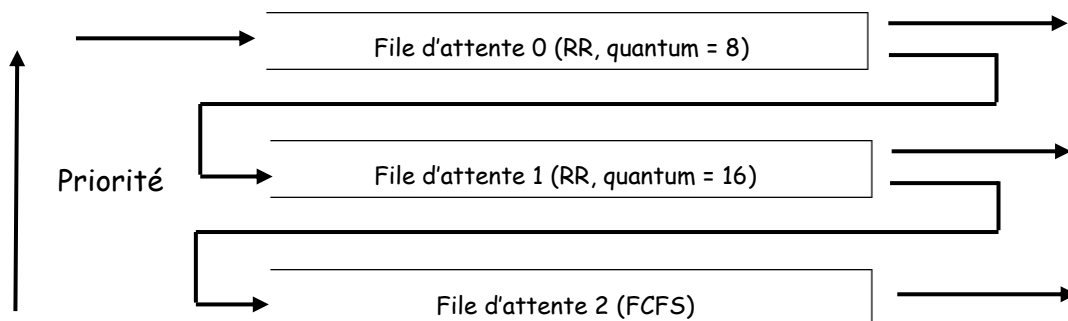 File d'attente 0 (RR, quantum = 8)
File d'attente 1 (RR, quantum = 16)
Priorité
File d'attente 2 (FCFS)